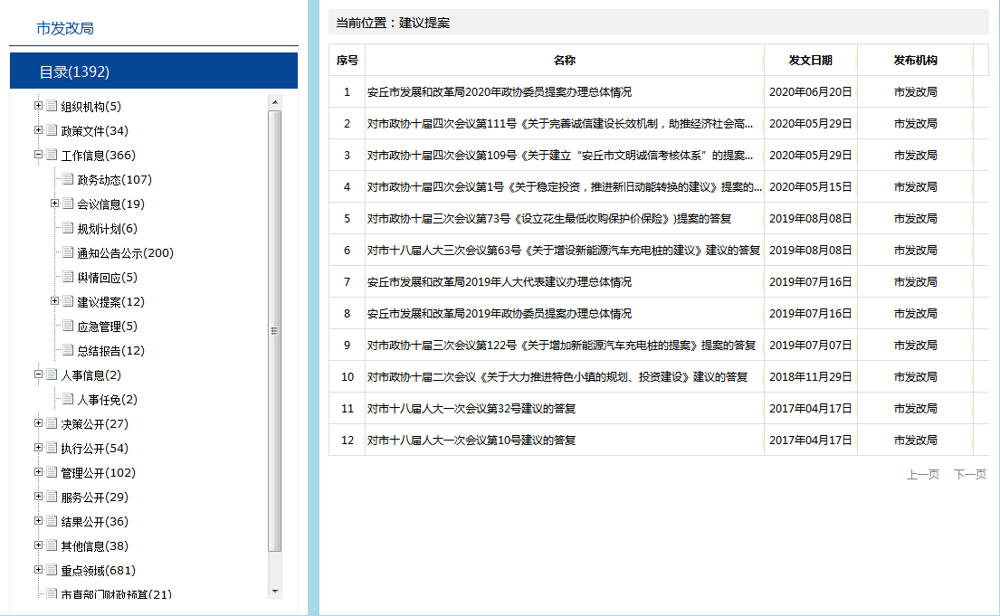 市发改局
目录(1392)
组织机构(5)
政策文件(34)
工作信息(366)
政务动态(107)
会议信息(19)
规划计划(6)
通知公告公示(200)
舆情回应(5)
建议提案(12)
应急管理(5)
总结报告(12)
人事信息(2)
人事任免(2)
决策公开(27)
执行公开(54)
管理公开(102)
服务公开(29)
结果公开(36)
其他信息(38)
重点领域(681)
市直部门财政预算(21)
当前位置：建议提案
序号 名称 发文日期 发布机构
1 安丘市发展和改革局2020年政协委员提案办理总体情况 2020年06月20日 市发改局
2 对市政协十届四次会议第111号《关于完善诚信建设长效机制，助推经济社会高... 2020年05月29日 市发改局
3 对市政协十届四次会议第109号《关于建立“安丘市文明诚信考核体系”的提案... 2020年05月29日 市发改局
4 对市政协十届四次会议第1号《关于稳定投资，推进新旧动能转换的建议》提案的... 2020年05月15日 市发改局
5 对市政协十届三次会议第73号《设立花生最低收购保护价保险》)提案的答复 2019年08月08日 市发改局
6 对市十八届人大三次会议第63号《关于增设新能源汽车充电桩的建议》建议的答复 2019年08月08日 市发改局
7 安丘市发展和改革局2019年人大代表建议办理总体情况 2019年07月16日 市发改局
8 安丘市发展和改革局2019年政协委员提案办理总体情况 2019年07月16日 市发改局
9 对市政协十届三次会议第122号《关于增加新能源汽车充电桩的提案》提案的答复 2019年07月07日 市发改局
10 对市政协十届二次会议《关于大力推进特色小镇的规划、投资建设》建议的答复 2018年11月29日 市发改局
11 对市十八届人大一次会议第32号建议的答复 2017年04月17日 市发改局
12 对市十八届人大一次会议第10号建议的答复 2017年04月17日 市发改局
上一页 下一页